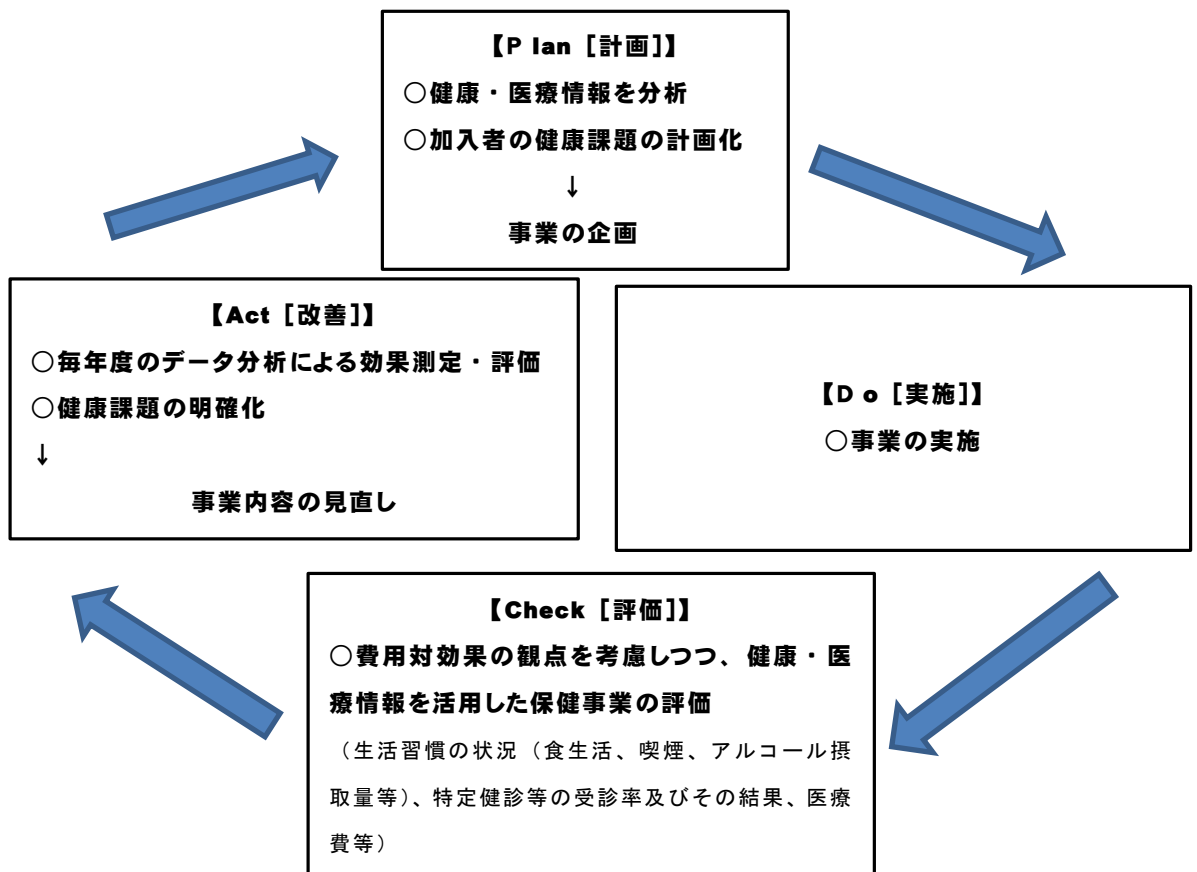 【Plan［計画］】
○健康・医療情報を分析
○加入者の健康課題の計画化
↓
事業の企画
【Act［改善］】
○毎年度のデータ分析による効果測定・評価
○健康課題の明確化
↓
事業内容の見直し
【Do［実施］】
○事業の実施
【Check［評価］】
○費用対効果の観点を考慮しつつ、健康・医
療情報を活用した保健事業の評価
（生活習慣の状況（食生活、喫煙、アルコール摂
取量等）、特定健診等の受診率及びその結果、医療
費等）